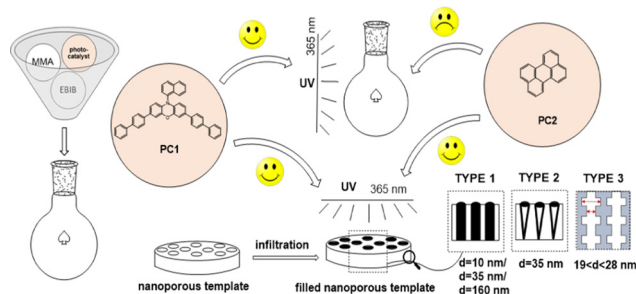 MMA
photo-
catalyst
EBIB
PC1
UV
365 nm
PC2
UV 365 nm
nanoporous template
infiltration
filled nanoporous template
TYPE 1
TYPE 2
TYPE 3
d=10 nm/
d=35 nm/
d=160 nm
d=35 nm
19<d<28 nm